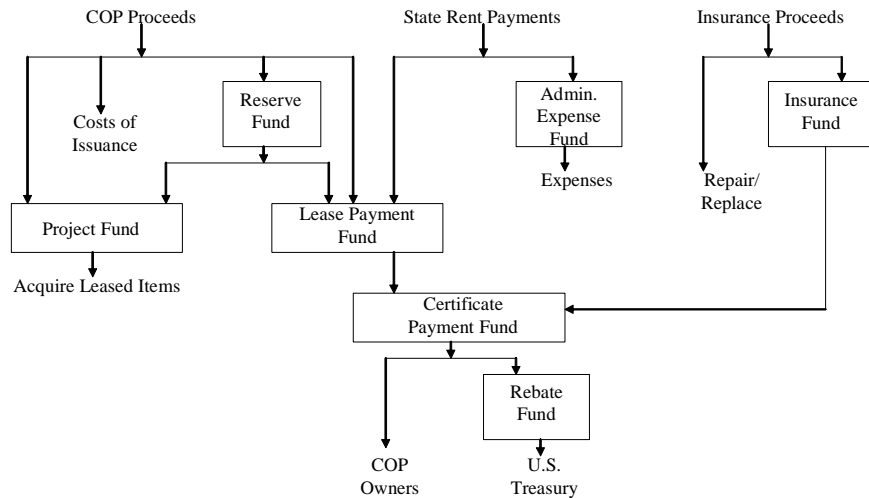 COP Proceeds
State Rent Payments
Insurance Proceeds
Costs of
Issuance
Reserve
Fund
Admin.
Expense
Fund
Insurance
Fund
Expenses
Repair/
Replace
Project Fund
Lease Payment
Fund
Acquire Leased Items
Certificate
Payment Fund
Rebate
Fund
COP
Owners
U.S.
Treasury